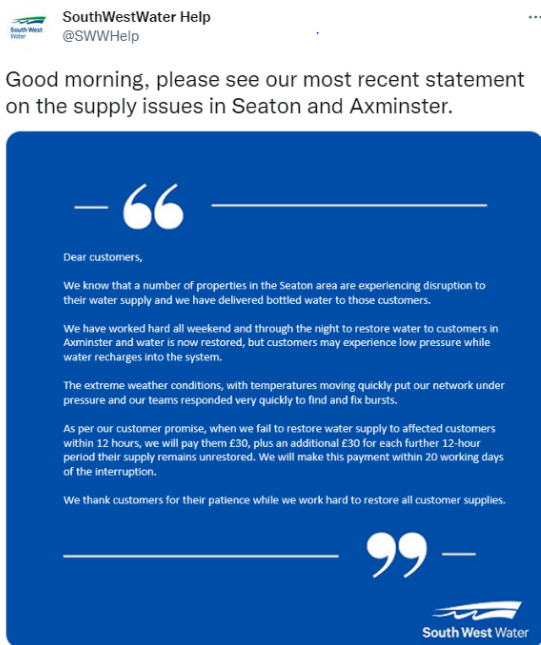 SouthWestWater Help
@SWWHelp
South West
Water
Good morning, please see our most recent statement
on the supply issues in Seaton and Axminster.
Dear customers,
We know that a number of properties in the Seaton area are experiencing disruption to
their water supply and we have delivered bottled water to those customers.
We have worked hard all weekend and through the night to restore water to customers in
Axminster and water is now restored, but customers may experience low pressure while
water recharges into the system.
The extreme weather conditions, with temperatures moving quickly put our network under
pressure and our teams responded very quickly to find and fix bursts.
As per our customer promise, when we fail to restore water supply to affected customers
within 12 hours, we will pay them £30, plus an additional £30 for each further 12-hour
period their supply remains unrestored. We will make this payment within 20 working days
of the interruption.
We thank customers for their patience while we work hard to restore all customer supplies.
South West Water